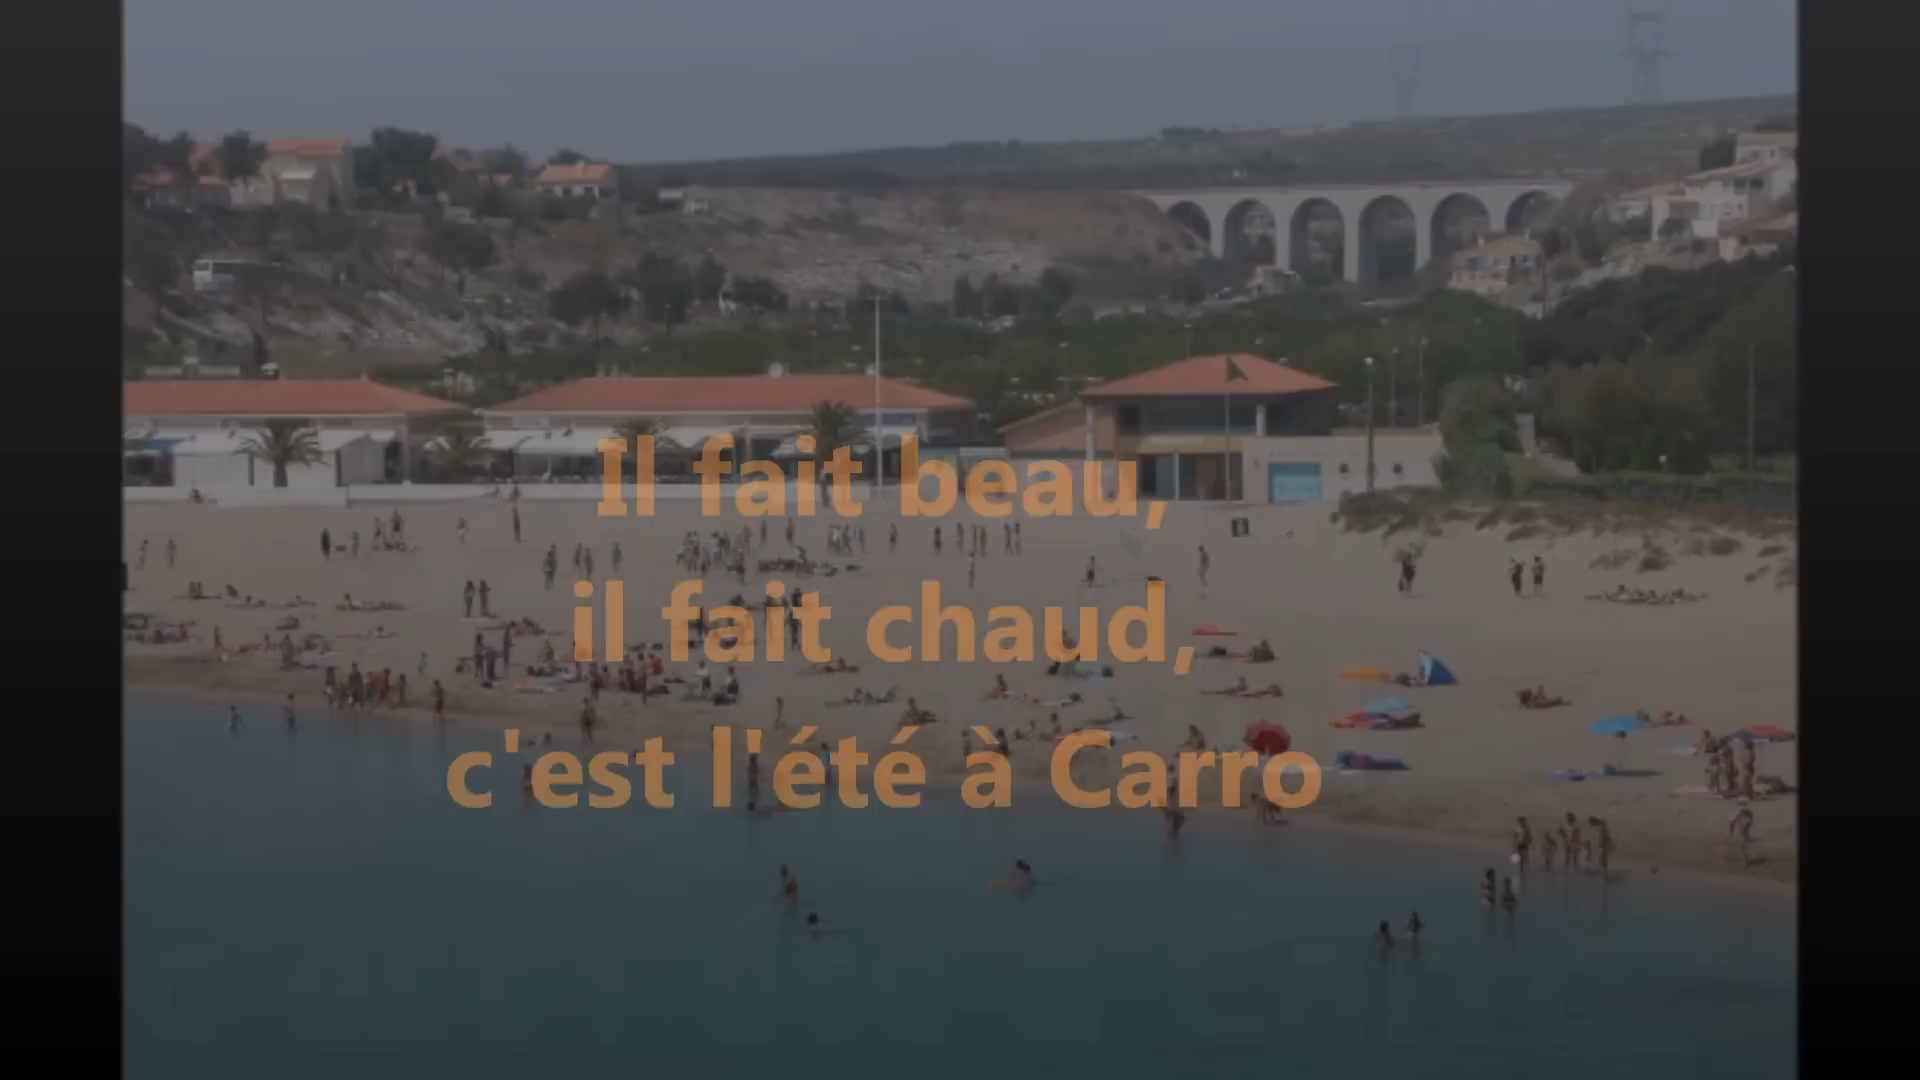 Il fait beau,
il fait chaud,
c'est l'été à Carro